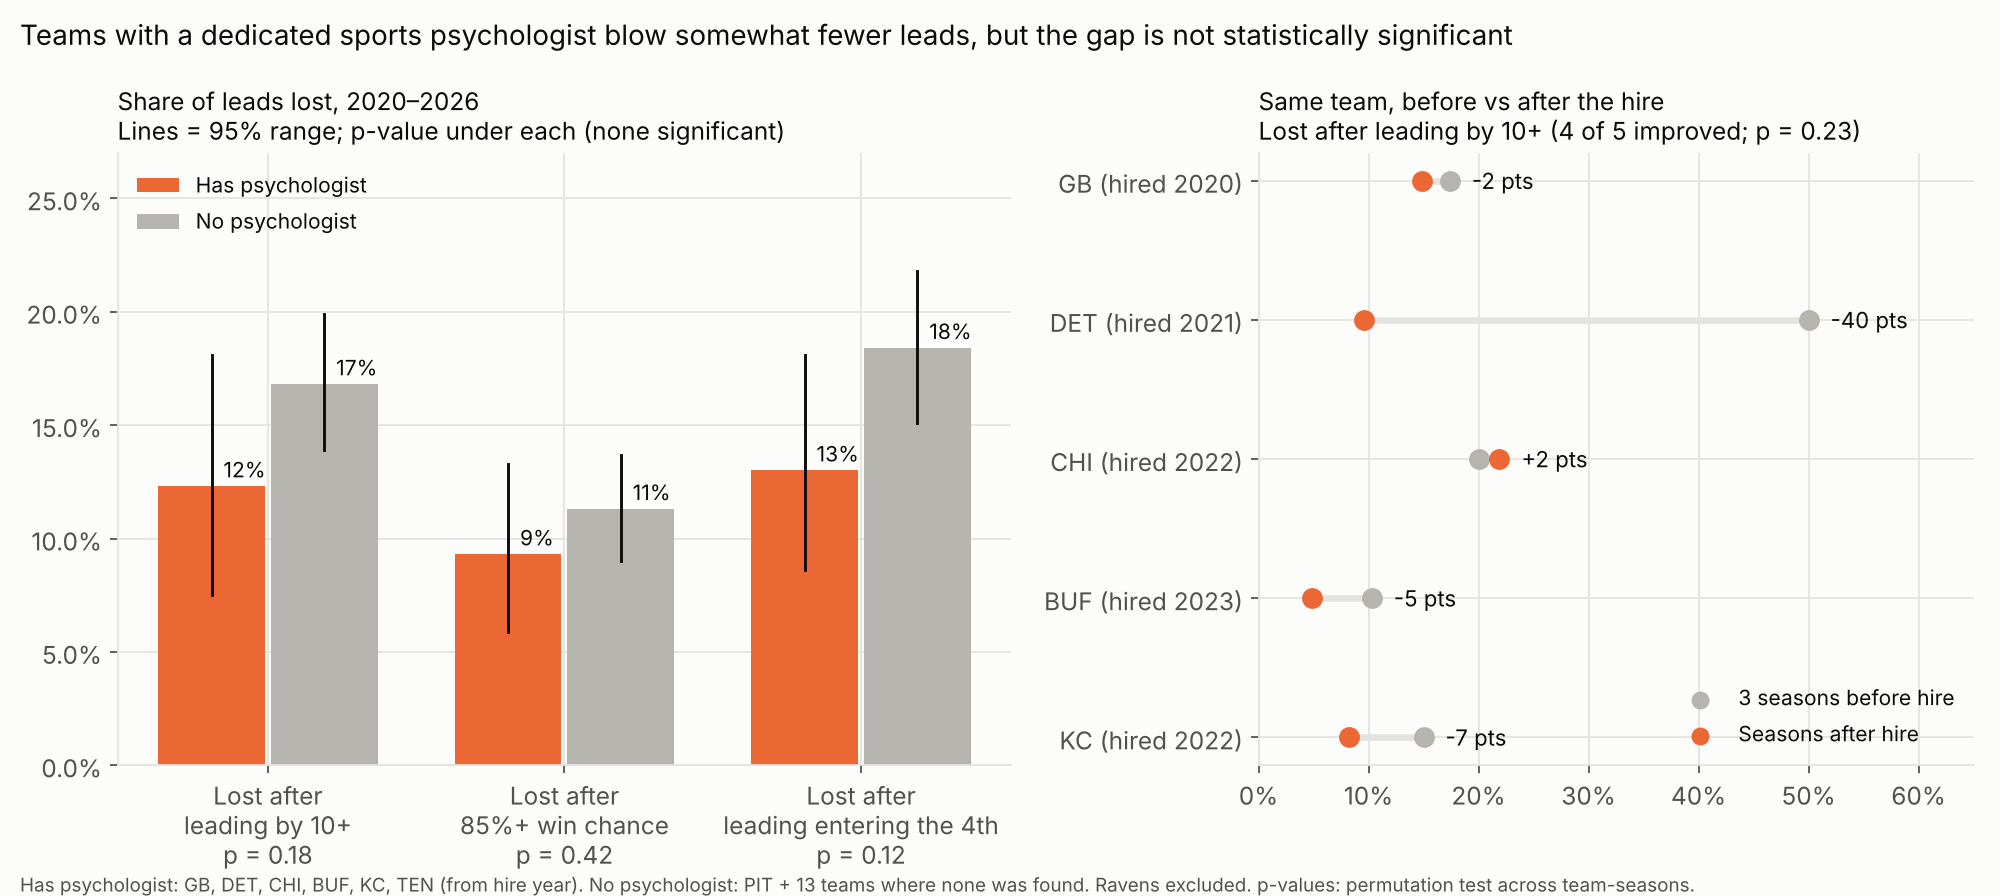 Teams with a dedicated sports psychologist blow somewhat fewer leads, but the gap is not statistically significant
Share of leads lost, 2020–2026
Lines = 95% range; p-value under each (none significant)
Has psychologist
No psychologist
25.0%
20.0%
15.0%
10.0%
5.0%
0.0%
12%
17%
9%
11%
13%
18%
Lost after
leading by 10+
p = 0.18
Lost after
85%+ win chance
p = 0.42
Lost after
leading entering the 4th
p = 0.12
Same team, before vs after the hire
Lost after leading by 10+ (4 of 5 improved; p = 0.23)
GB (hired 2020)
-2 pts
DET (hired 2021)
-40 pts
CHI (hired 2022)
+2 pts
BUF (hired 2023)
-5 pts
KC (hired 2022)
-7 pts
3 seasons before hire
Seasons after hire
0%
10%
20%
30%
40%
50%
60%
Has psychologist: GB, DET, CHI, BUF, KC, TEN (from hire year). No psychologist: PIT + 13 teams where none was found. Ravens excluded. p-values: permutation test across team-seasons.